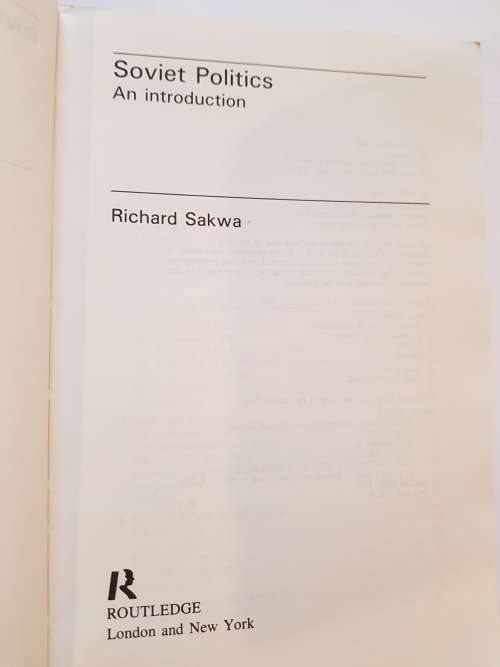 Soviet Politics
An introduction
Richard Sakwa
ROUTLEDGE
London and New York